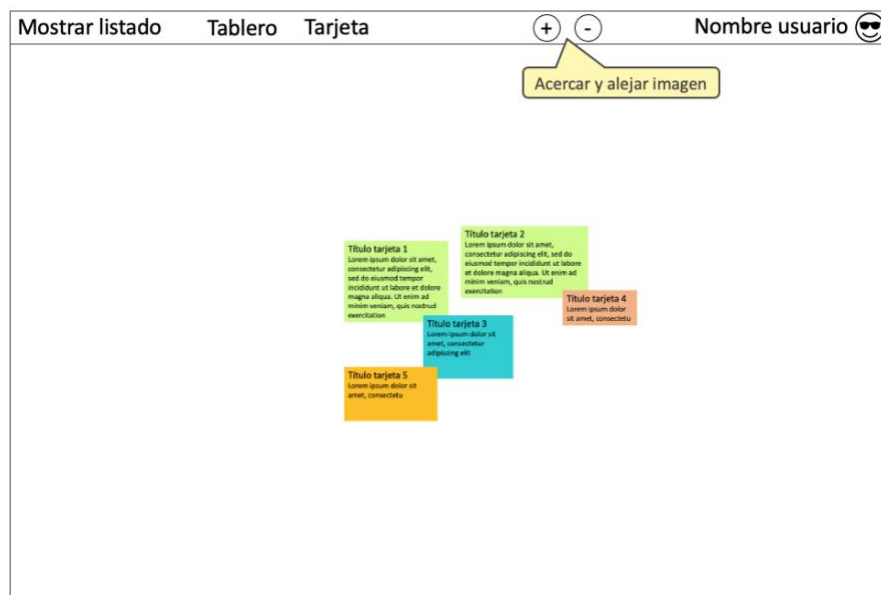 Mostrar listado Tablero Tarjeta + - Nombre usuario
Acercar y alejar imagen
Título tarjeta 1
Lorem ipsum dolor sit amet,
consectetur adipiscing elit,
sed do eiusmod tempor
incididunt ut labore et dolore
magna aliqua. Ut enim ad
minim veniam, quis nostrud
exercitation
Título tarjeta 2
Lorem ipsum dolor sit amet,
consectetur adipiscing elit, sed do
eiusmod tempor incididunt ut labore
et dolore magna aliqua. Ut enim ad
minim veniam, quis nostrud
exercitation
Título tarjeta 4
Lorem ipsum dolor
sit amet, consectetu
Título tarjeta 3
Lorem ipsum dolor sit
amet, consectetur
adipiscing elit
Título tarjeta 5
Lorem ipsum dolor sit
amet, consectetu